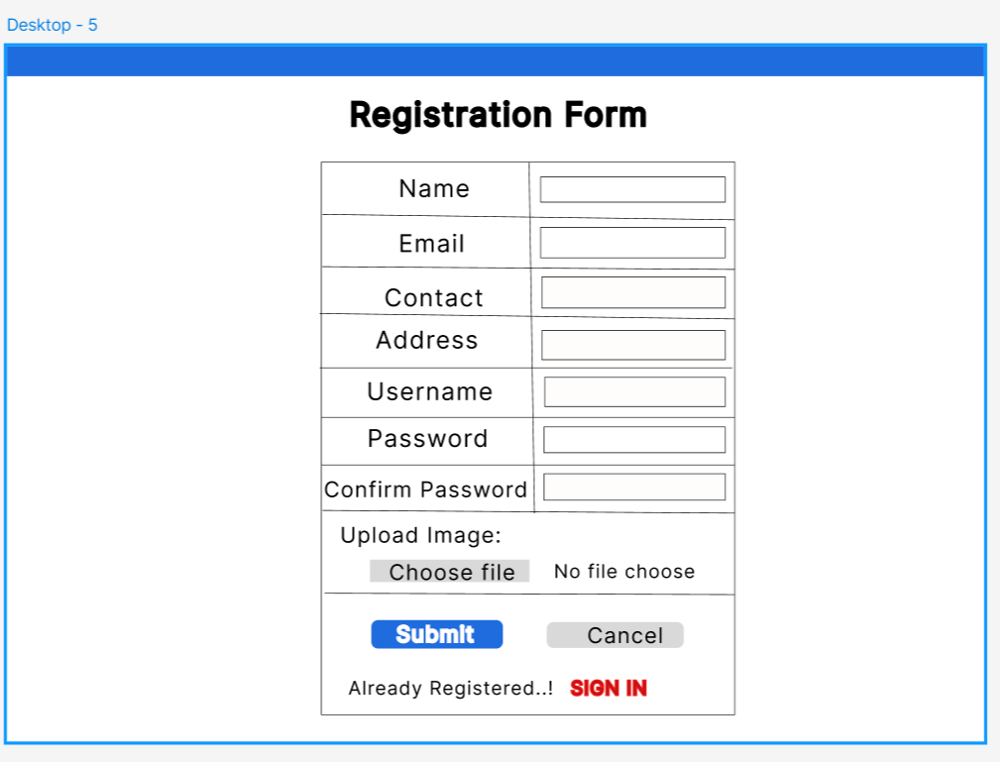 Desktop - 5
Registration Form
Name
Email
Contact
Address
Username
Password
Confirm Password
Upload Image:
Choose file No file choose
Submit Cancel
Already Registered..! SIGN IN